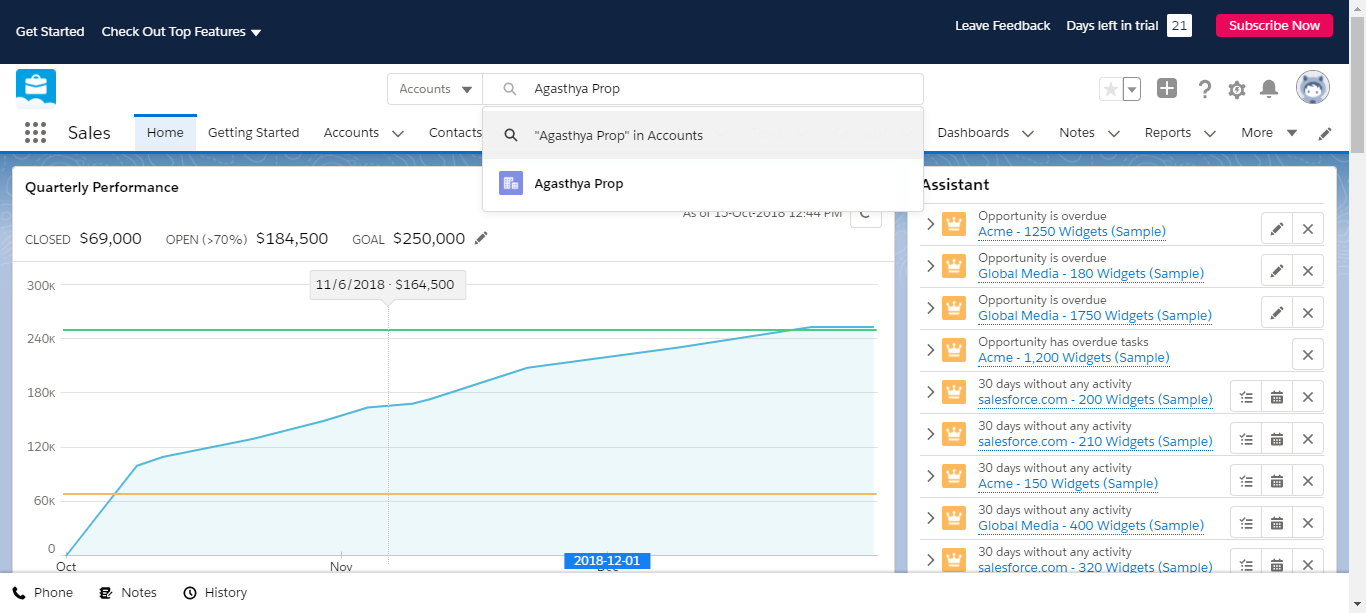 Get Started Check Out Top Features
Leave Feedback Days left in trial 21 Subscribe Now
Accounts Agasthya Prop
"Agasthya Prop" in Accounts
Agasthya Prop
Sales Home Getting Started Accounts Contacts Dashboards Notes Reports More
Quarterly Performance
As of 15-Oct-2018 12:44 PM
CLOSED $69,000 OPEN (>70%) $184,500 GOAL $250,000
11/6/2018 · $164,500
300K
240K
180K
120K
60K
0
Oct Nov
2018-12-01
Assistant
Opportunity is overdue
Acme - 1250 Widgets (Sample)
Opportunity is overdue
Global Media - 180 Widgets (Sample)
Opportunity is overdue
Global Media - 1750 Widgets (Sample)
Opportunity has overdue tasks
Acme - 1,200 Widgets (Sample)
30 days without any activity
salesforce.com - 200 Widgets (Sample)
30 days without any activity
salesforce.com - 210 Widgets (Sample)
30 days without any activity
Acme - 150 Widgets (Sample)
30 days without any activity
Global Media - 400 Widgets (Sample)
30 days without any activity
salesforce.com - 320 Widgets (Sample)
Phone Notes History